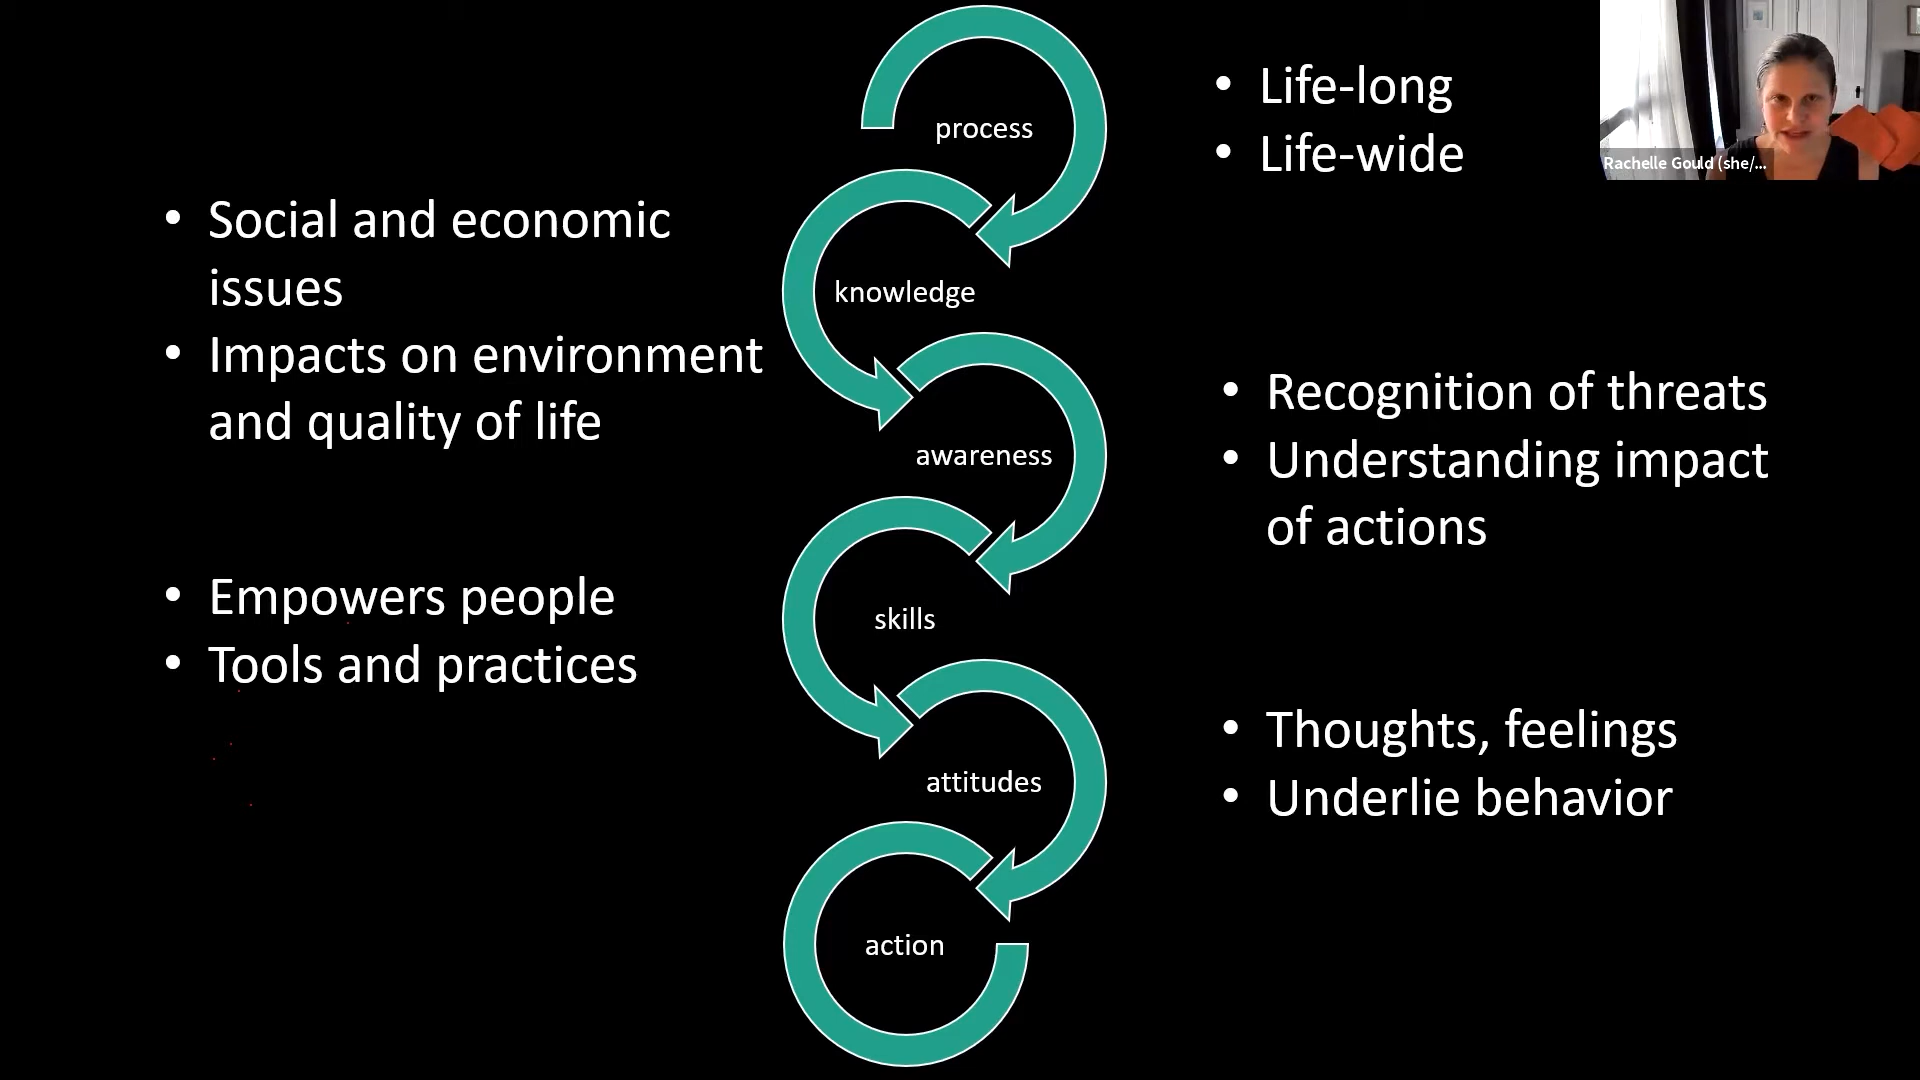 process
• Life-long
• Life-wide
Rachelle Gould (she/...
• Social and economic
issues
• Impacts on environment
and quality of life
knowledge
awareness
• Recognition of threats
• Understanding impact
of actions
• Empowers people
• Tools and practices
skills
attitudes
• Thoughts, feelings
• Underlie behavior
action